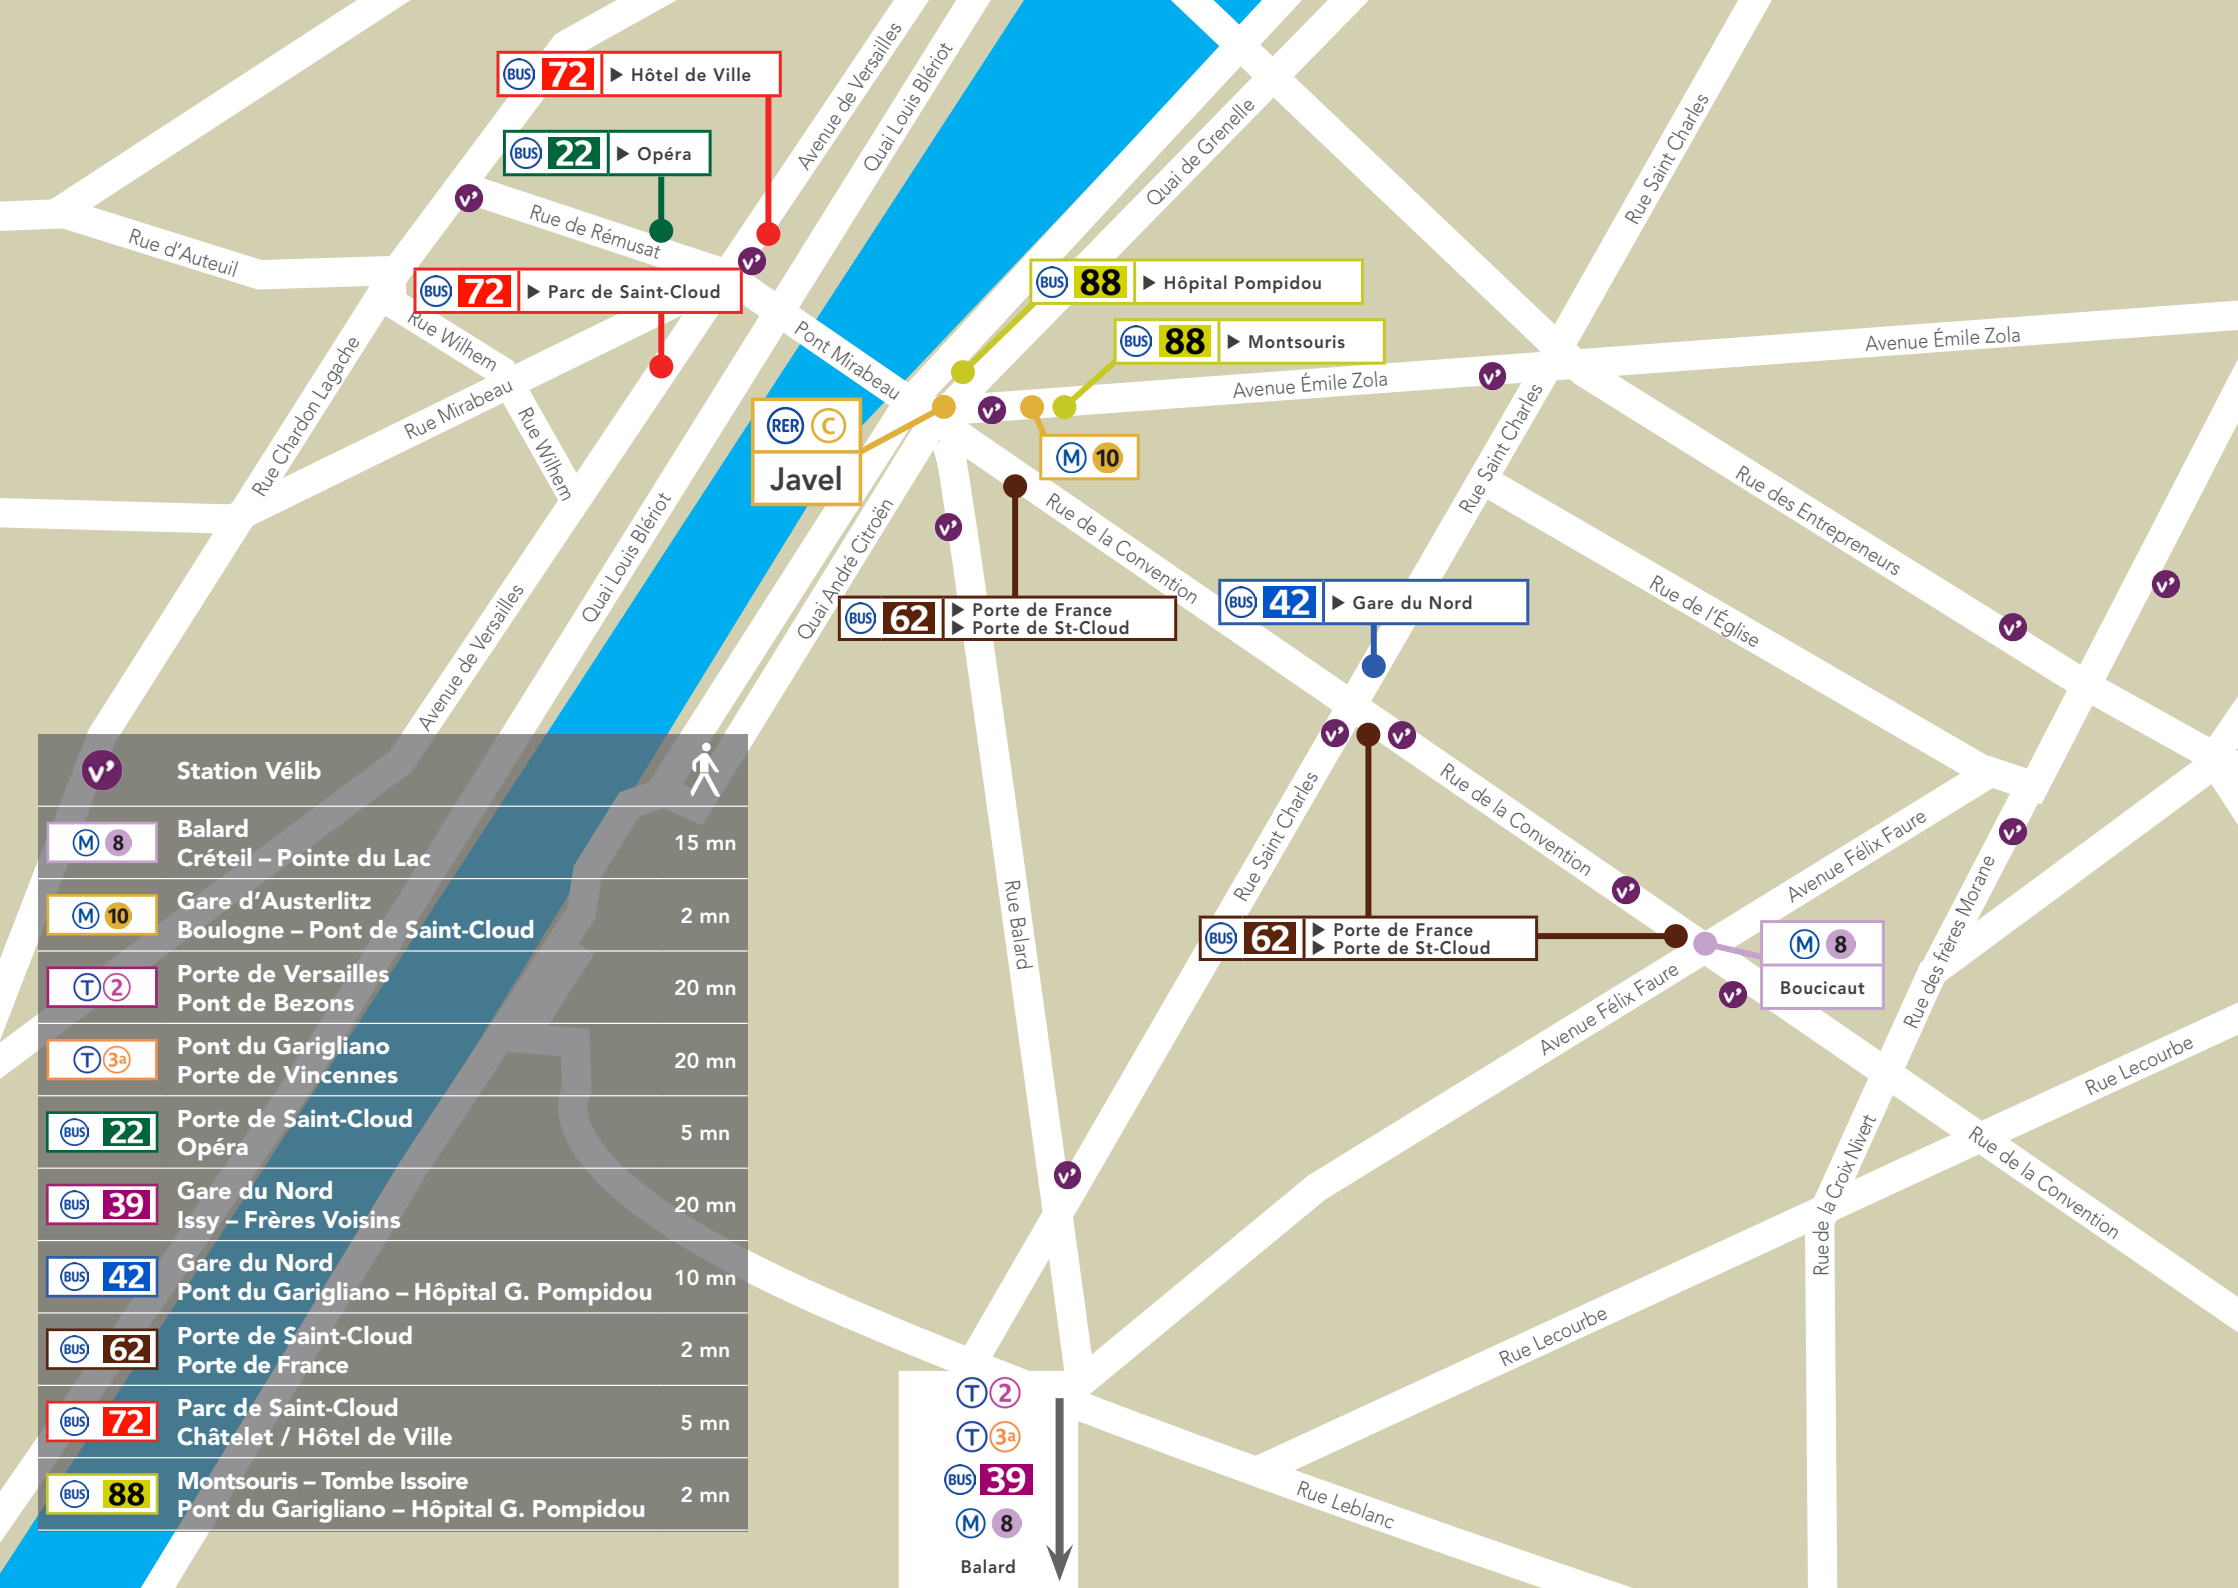 BUS 72 ▶ Hôtel de Ville
BUS 22 ▶ Opéra
BUS 72 ▶ Parc de Saint-Cloud
BUS 88 ▶ Hôpital Pompidou
BUS 88 ▶ Montsouris
RER C
Javel
M 10
BUS 62 ▶ Porte de France
▶ Porte de St-Cloud
BUS 42 ▶ Gare du Nord
BUS 62 ▶ Porte de France
▶ Porte de St-Cloud
M 8
Boucicaut
Avenue de Versailles
Quai Louis Blériot
Quai de Grenelle
Rue Saint Charles
Rue de Rémusat
Rue d'Auteuil
Rue Wilhem
Rue Mirabeau
Rue Wilhem
Rue Chardon Lagache
Pont Mirabeau
Avenue Émile Zola
Avenue Émile Zola
Rue Saint Charles
Rue des Entrepreneurs
Rue de l'Église
Rue de la Convention
Quai André Citroën
Quai Louis Blériot
Avenue de Versailles
Rue Saint Charles
Rue de la Convention
Rue Balard
Avenue Félix Faure
Avenue Félix Faure
Rue des frères Morane
Rue Lecourbe
Rue de la Croix Nivert
Rue de la Convention
Rue Lecourbe
Rue Leblanc
v' v' v' v' v' v' v' v' v' v' v' v' v' v'
v' Station Vélib
M 8 Balard
Créteil – Pointe du Lac 15 mn
M 10 Gare d'Austerlitz
Boulogne – Pont de Saint-Cloud 2 mn
T 2 Porte de Versailles
Pont de Bezons 20 mn
T 3a Pont du Garigliano
Porte de Vincennes 20 mn
BUS 22 Porte de Saint-Cloud
Opéra 5 mn
BUS 39 Gare du Nord
Issy – Frères Voisins 20 mn
BUS 42 Gare du Nord
Pont du Garigliano – Hôpital G. Pompidou 10 mn
BUS 62 Porte de Saint-Cloud
Porte de France 2 mn
BUS 72 Parc de Saint-Cloud
Châtelet / Hôtel de Ville 5 mn
BUS 88 Montsouris – Tombe Issoire
Pont du Garigliano – Hôpital G. Pompidou 2 mn
T 2
T 3a
BUS 39
M 8
Balard